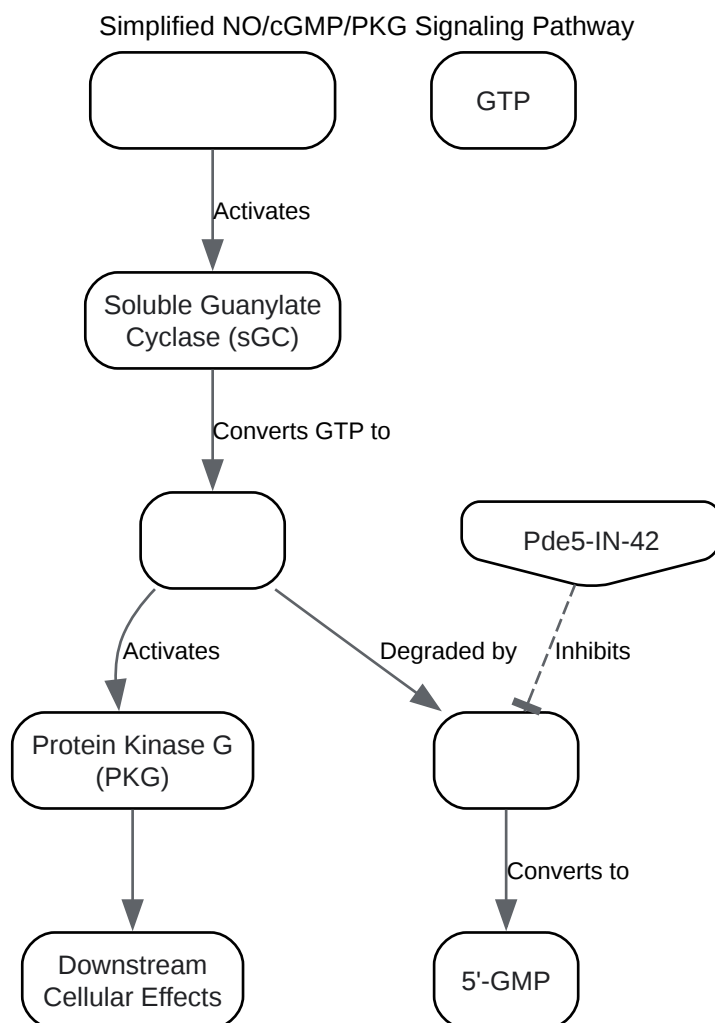 Simplified NO/cGMP/PKG Signaling Pathway
GTP
Activates
Soluble Guanylate
Cyclase (sGC)
Converts GTP to
Pde5-IN-42
Activates
Degraded by
Inhibits
Protein Kinase G
(PKG)
Converts to
Downstream
Cellular Effects
5'-GMP